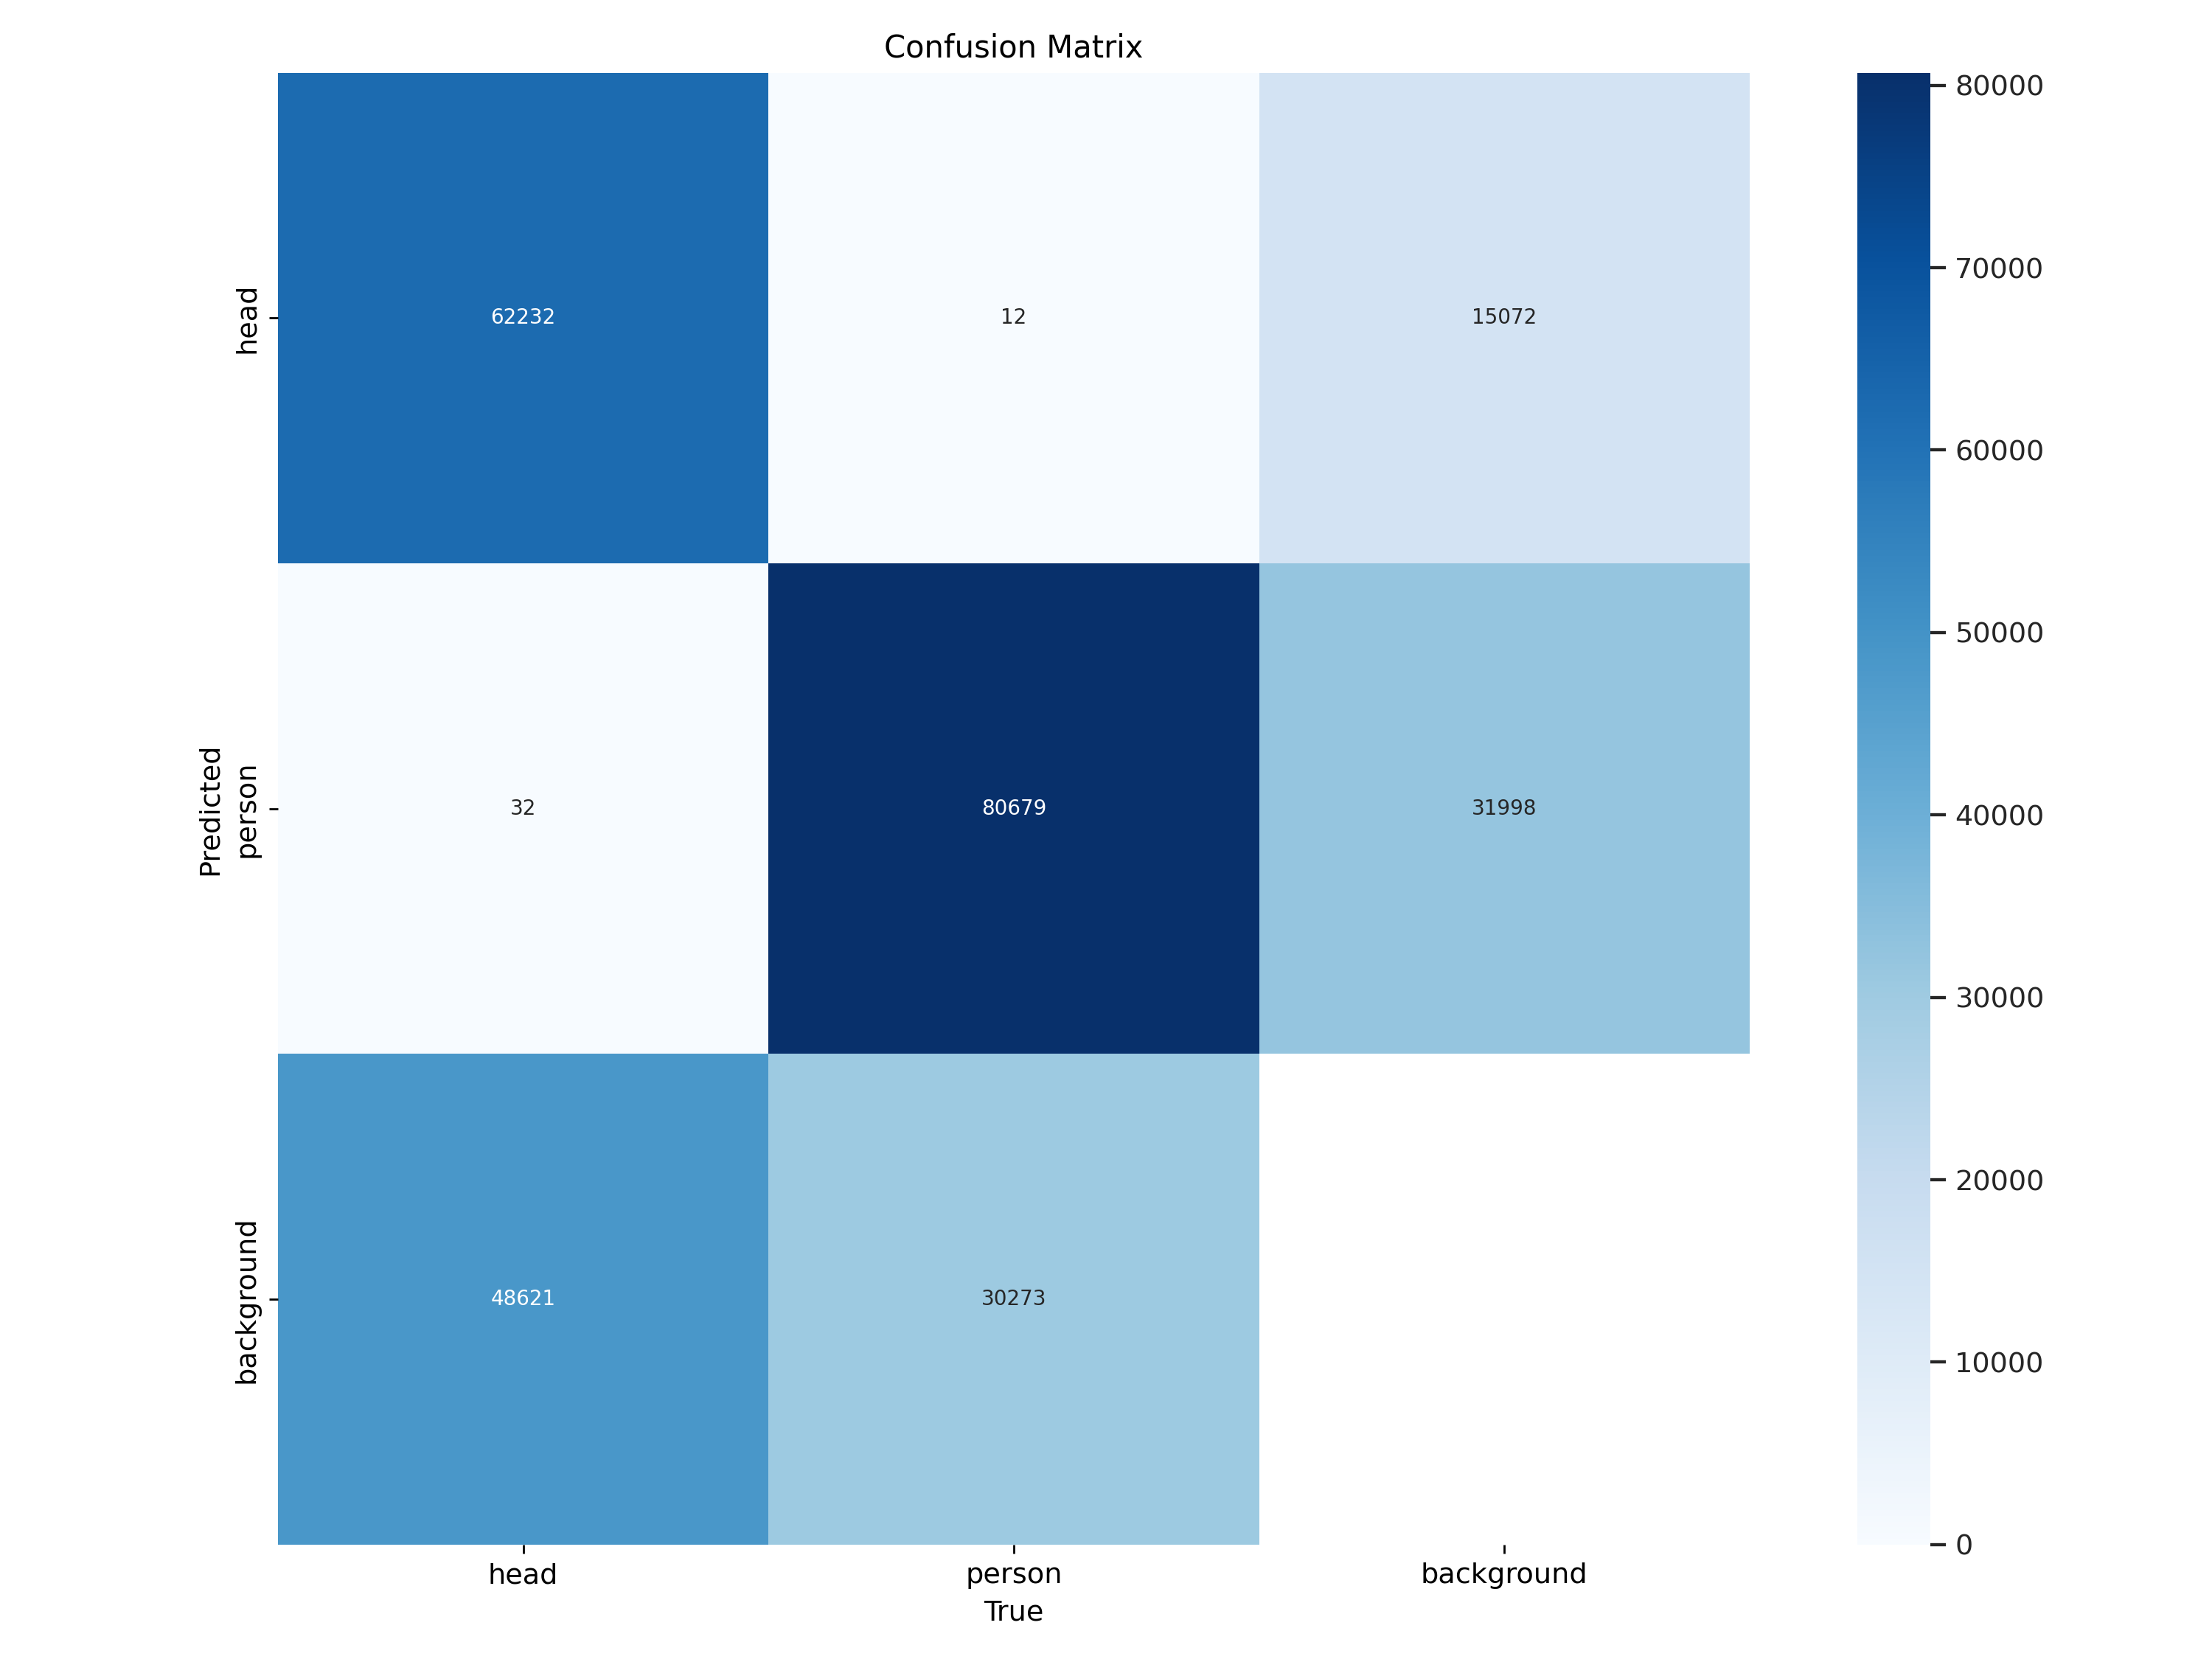 Confusion Matrix
head
62232
12
15072
Predicted
person
32
80679
31998
background
48621
30273
head
person
background
True
80000
70000
60000
50000
40000
30000
20000
10000
0